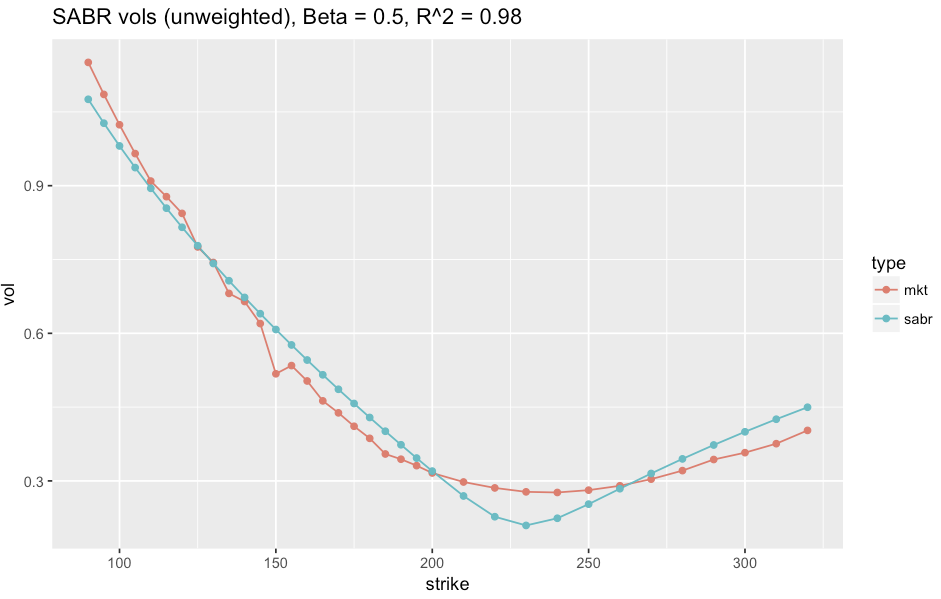 SABR vols (unweighted), Beta = 0.5, R^2 = 0.98
vol
0.9
0.6
0.3
100 150 200 250 300
strike
type
mkt
sabr